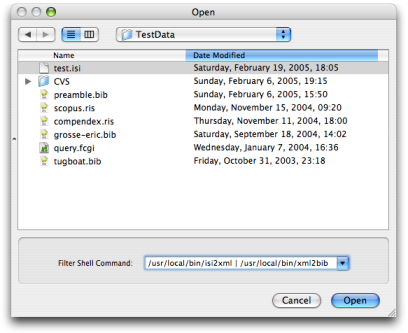 Open
TestData
Name Date Modified
test.isi Saturday, February 19, 2005, 18:05
CVS Sunday, February 6, 2005, 19:15
preamble.bib Sunday, February 6, 2005, 15:50
scopus.ris Monday, November 15, 2004, 09:20
compendex.ris Thursday, November 11, 2004, 18:00
grosse-eric.bib Saturday, September 18, 2004, 14:02
query.fcgi Wednesday, January 7, 2004, 16:36
tugboat.bib Friday, October 31, 2003, 23:18
Filter Shell Command: /usr/local/bin/isi2xml | /usr/local/bin/xml2bib
Cancel Open